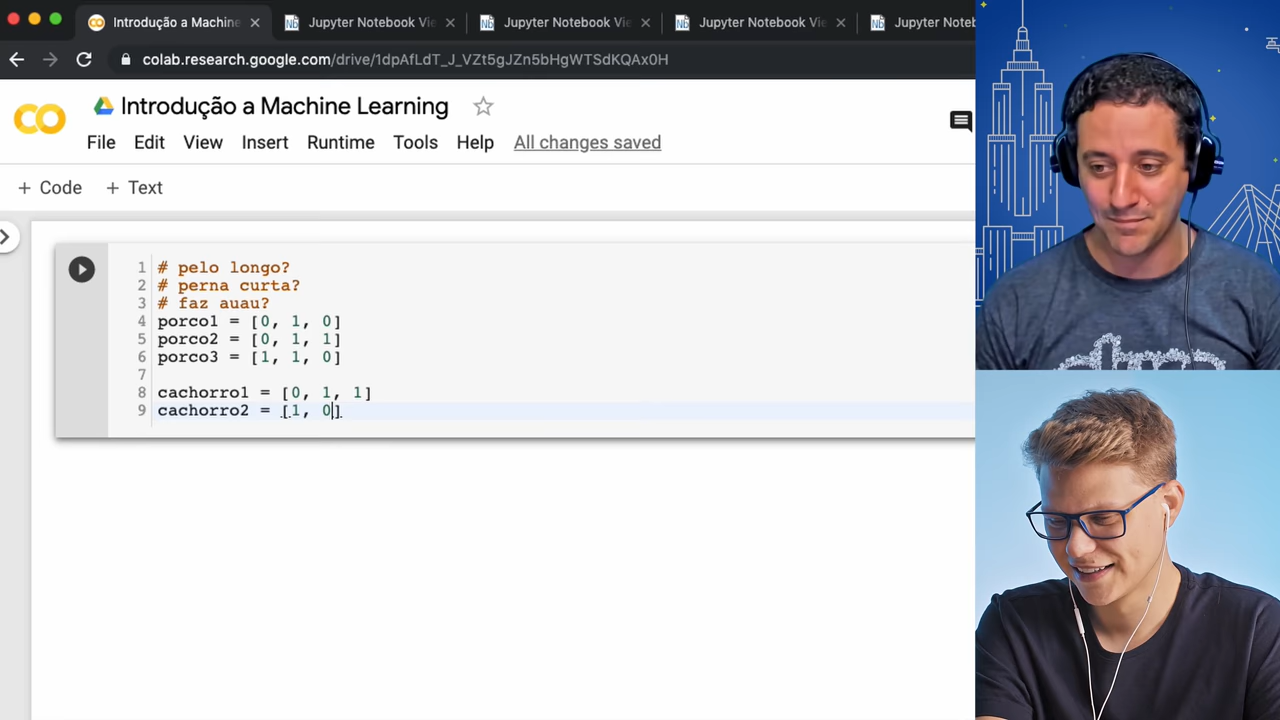 Introdução a Machine
Jupyter Notebook Vie
Jupyter Notebook Vie
Jupyter Notebook Vie
Jupyter Noteb
colab.research.google.com/drive/1dpAfLdT_J_VZt5gJZn5bHgWTSdKQAx0H
Introdução a Machine Learning
File Edit View Insert Runtime Tools Help All changes saved
+ Code + Text
1 # pelo longo?
2 # perna curta?
3 # faz auau?
4 porco1 = [0, 1, 0]
5 porco2 = [0, 1, 1]
6 porco3 = [1, 1, 0]
7
8 cachorro1 = [0, 1, 1]
9 cachorro2 = [1, 0]